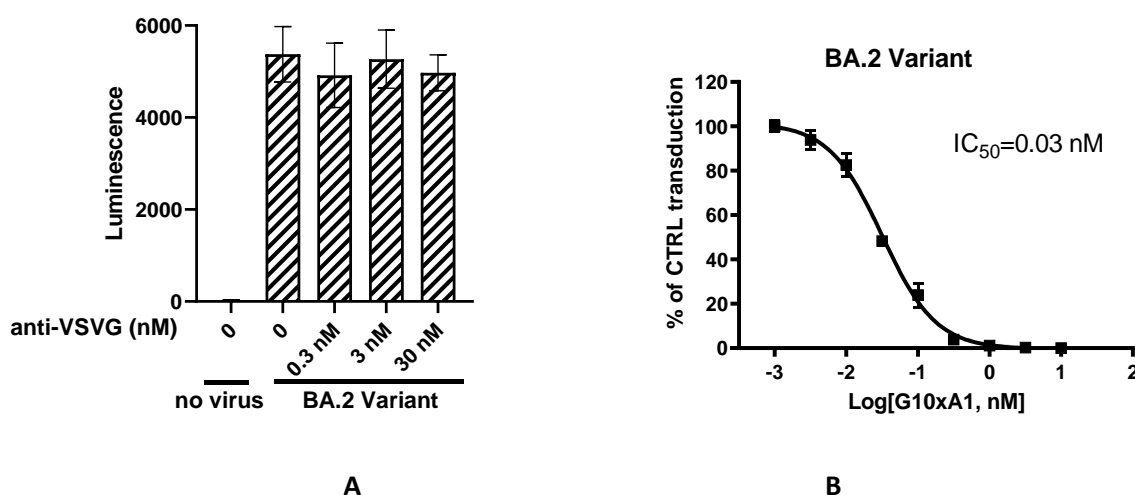 6000
4000
2000
0
Luminescence
anti-VSVG (nM)
0
0
0.3 nM
3 nM
30 nM
no virus
BA.2 Variant
A
BA.2 Variant
120
100
80
60
40
20
0
% of CTRL transduction
IC50=0.03 nM
-3
-2
-1
0
1
2
Log[G10xA1, nM]
B